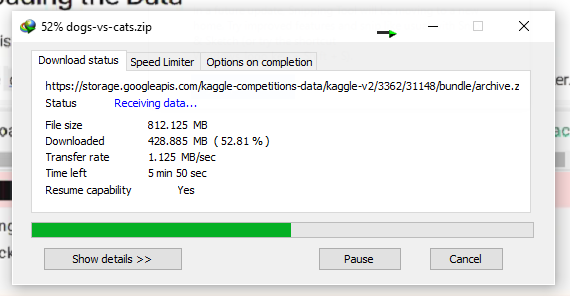 ading the Data
52% dogs-vs-cats.zip
Download status
Speed Limiter
Options on completion
https://storage.googleapis.com/kaggle-competitions-data/kaggle-v2/3362/31148/bundle/archive.z
Status Receiving data...
File size 812.125 MB
Downloaded 428.885 MB ( 52.81 % )
Transfer rate 1.125 MB/sec
Time left 5 min 50 sec
Resume capability Yes
Show details >>
Pause
Cancel